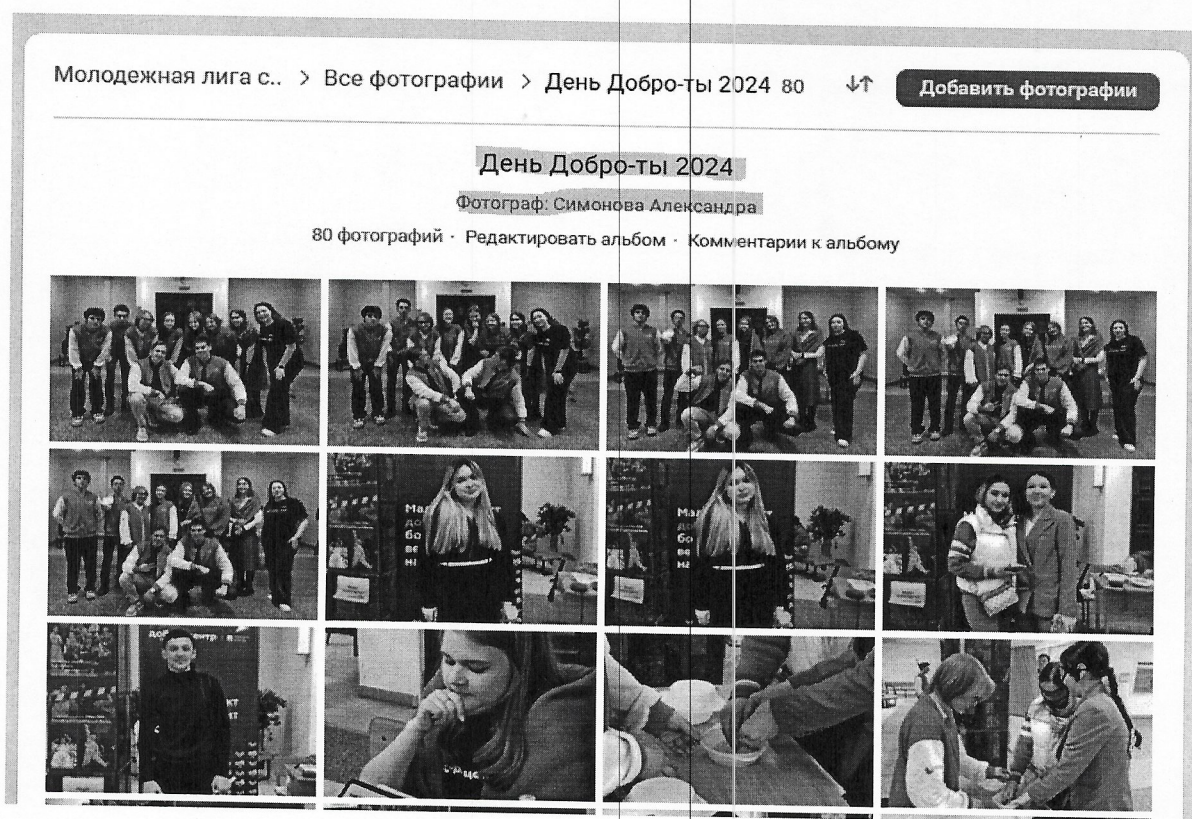 Молодежная лига с.. > Все фотографии > День Добро-ты 2024 80 ↓↑ Добавить фотографии
День Добро-ты 2024
Фотограф: Симонова Александра
80 фотографий · Редактировать альбом · Комментарии к альбому